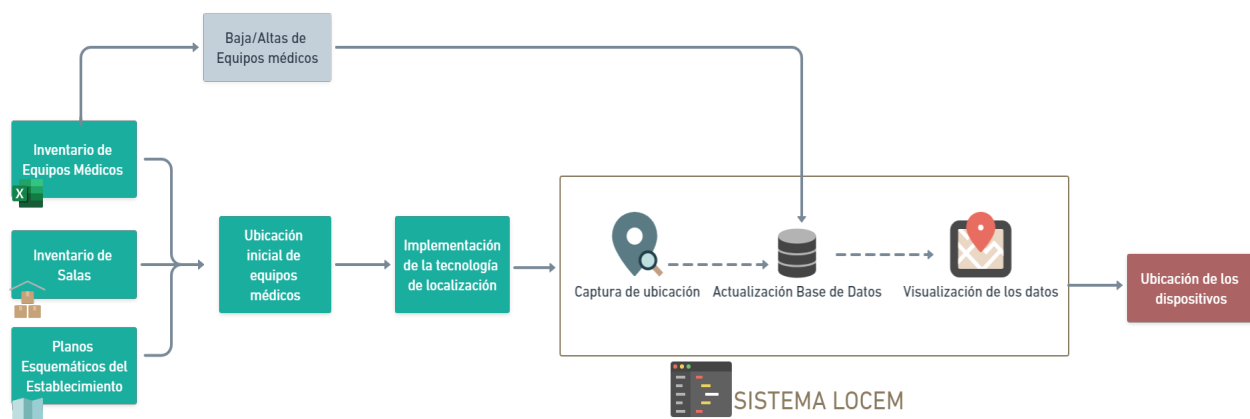 Baja/Altas de
Equipos médicos
Inventario de
Equipos Médicos
X
Inventario de
Salas
Planos
Esquemáticos del
Establecimiento
Ubicación
inicial de
equipos
médicos
Implementación
de la tecnología
de localización
Captura de ubicación
Actualización Base de Datos
Visualización de los datos
Ubicación de los
dispositivos
SISTEMA LOCEM